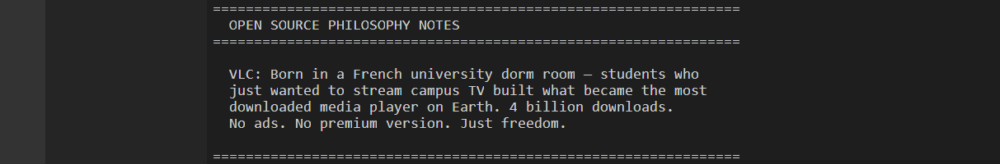 ================================================================
OPEN SOURCE PHILOSOPHY NOTES
================================================================
VLC: Born in a French university dorm room — students who
just wanted to stream campus TV built what became the most
downloaded media player on Earth. 4 billion downloads.
No ads. No premium version. Just freedom.
================================================================